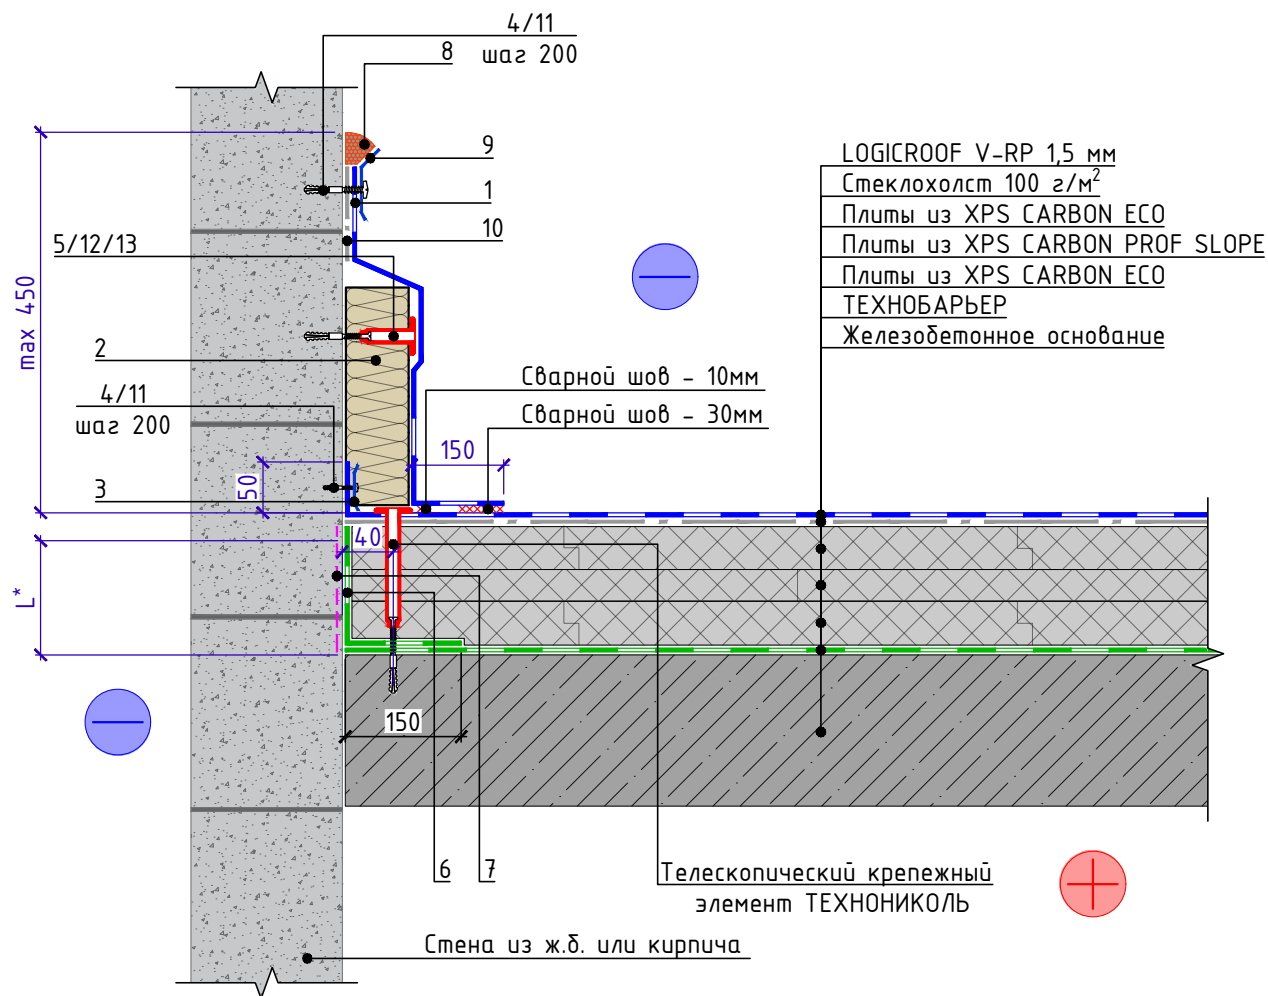 4/11
8 шаг 200
9
1
10
5/12/13
max 450
2
4/11
шаг 200
50
3
L*
40
150
Сварной шов - 10мм
Сварной шов - 30мм
150
6 7
LOGICROOF V-RP 1,5 мм
Стеклохолст 100 г/м²
Плиты из XPS CARBON ECO
Плиты из XPS CARBON PROF SLOPE
Плиты из XPS CARBON ECO
ТЕХНОБАРЬЕР
Железобетонное основание
Телескопический крепежный
элемент ТЕХНОНИКОЛЬ
Стена из ж.б. или кирпича